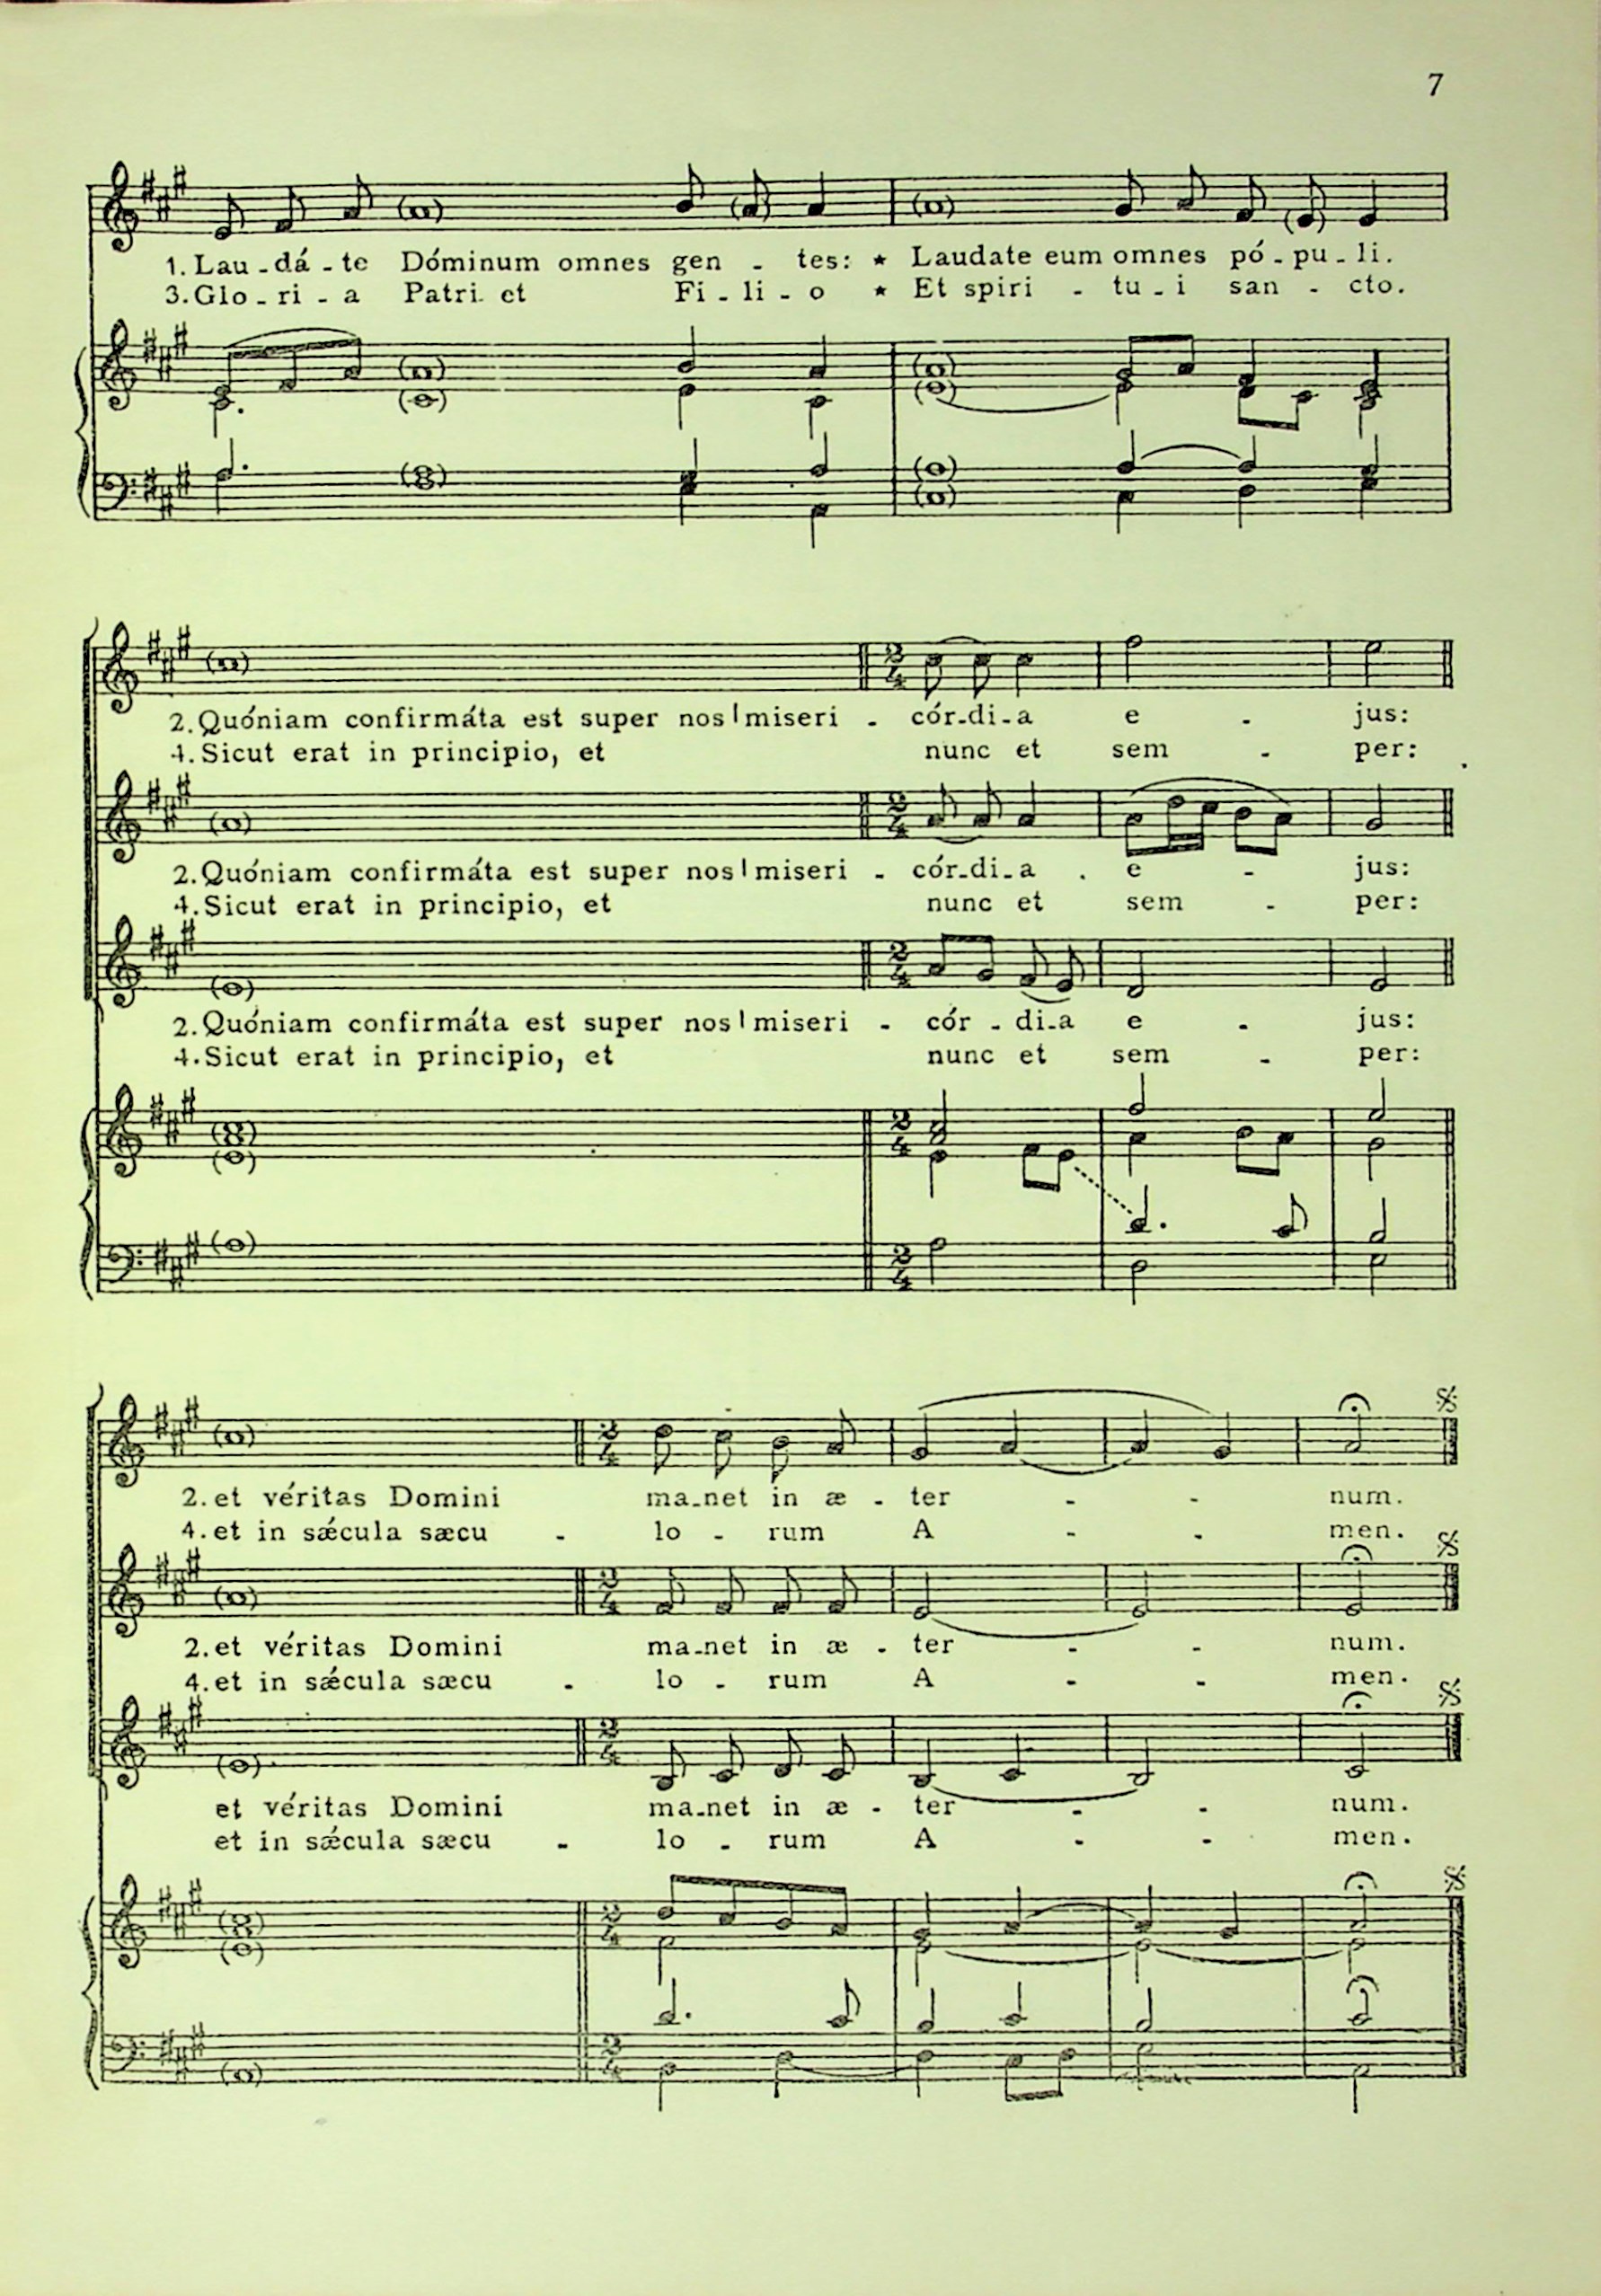 7
1. Lau - dá - te Dóminum omnes gen - tes: * Laudate eum omnes pó - pu - li.
3. Glo - ri - a Patri et Fi - li - o * Et spiri - tu - i san - cto.
2. Quóniam confirmáta est super nos | miseri - cór - di - a e - jus:
4. Sicut erat in principio, et nunc et sem - per:
2. Quóniam confirmáta est super nos | miseri - cór - di - a e - jus:
4. Sicut erat in principio, et nunc et sem - per:
2. Quóniam confirmáta est super nos | miseri - cór - di - a e - jus:
4. Sicut erat in principio, et nunc et sem - per:
2. et véritas Domini ma - net in æ - ter - - num.
4. et in sǽcula sæcu - lo - rum A - - men.
2. et véritas Domini ma - net in æ - ter - - num.
4. et in sǽcula sæcu - lo - rum A - - men.
et véritas Domini ma - net in æ - ter - - num.
et in sǽcula sæcu - lo - rum A - - men.